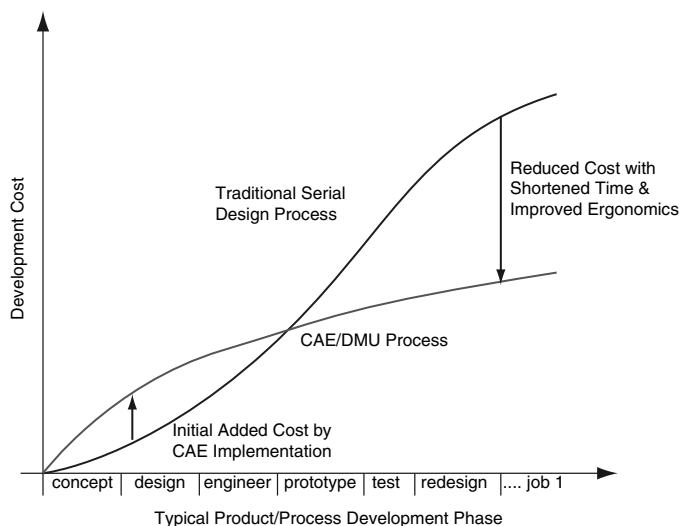 Development Cost
Traditional Serial
Design Process
Reduced Cost with
Shortened Time &
Improved Ergonomics
CAE/DMU Process
Initial Added Cost by
CAE Implementation
concept design engineer prototype test redesign .... job 1
Typical Product/Process Development Phase